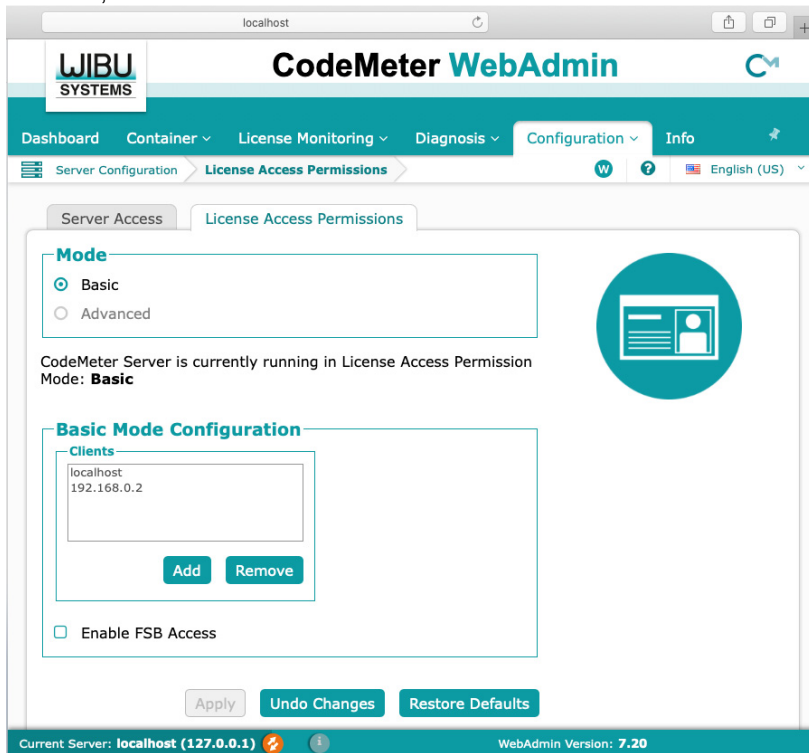 localhost
WIBU
SYSTEMS
CodeMeter WebAdmin
CM
Dashboard Container License Monitoring Diagnosis Configuration Info
Server Configuration License Access Permissions W ? English (US)
Server Access License Access Permissions
Mode
Basic
Advanced
CodeMeter Server is currently running in License Access Permission
Mode: Basic
Basic Mode Configuration
Clients
localhost
192.168.0.2
Add Remove
Enable FSB Access
Apply Undo Changes Restore Defaults
Current Server: localhost (127.0.0.1) i WebAdmin Version: 7.20